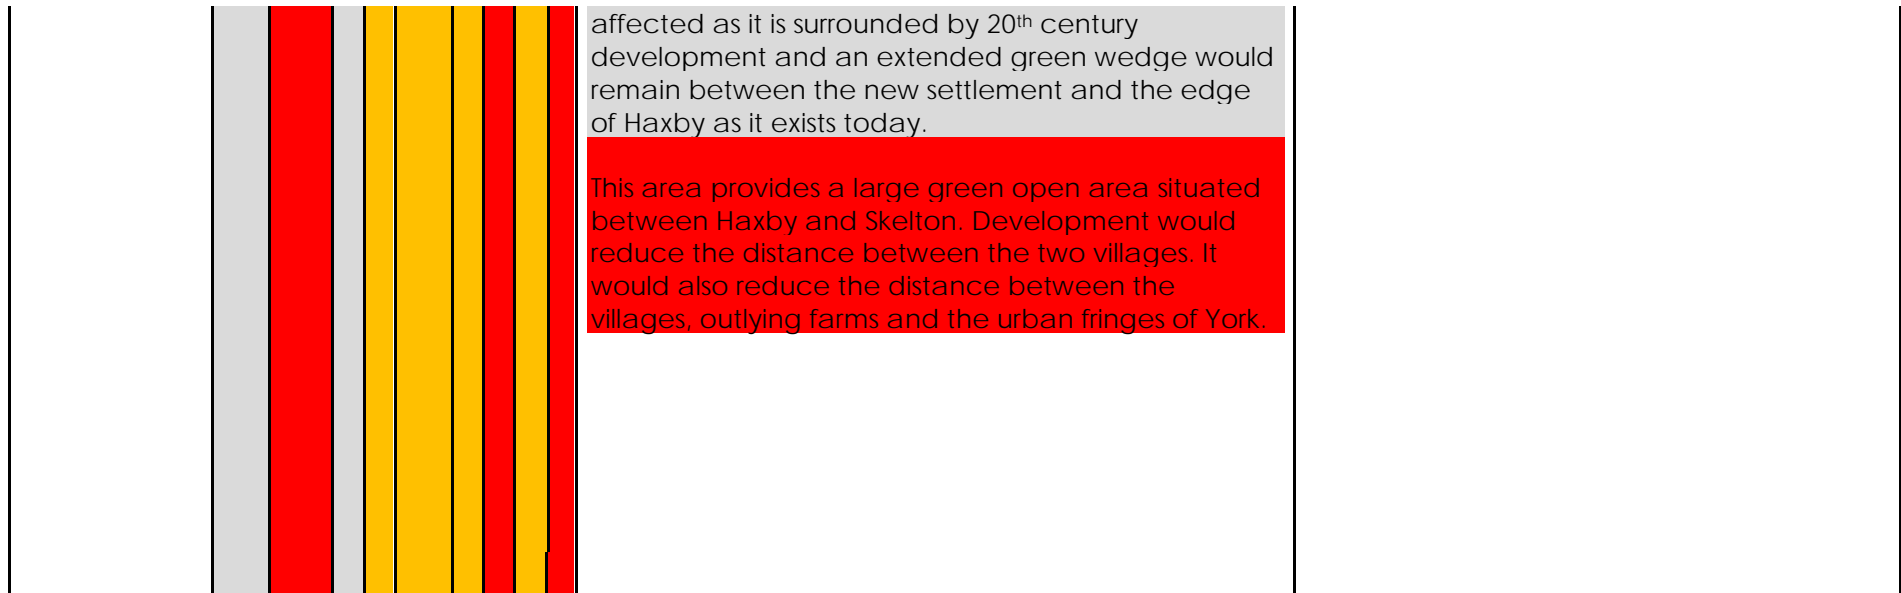 affected as it is surrounded by 20th century
development and an extended green wedge would
remain between the new settlement and the edge
of Haxby as it exists today.
This area provides a large green open area situated
between Haxby and Skelton. Development would
reduce the distance between the two villages. It
would also reduce the distance between the
villages, outlying farms and the urban fringes of York.